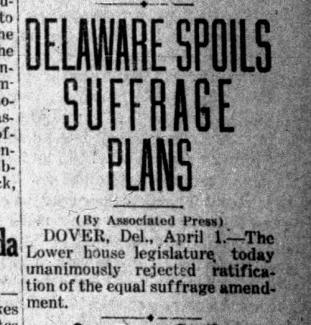 DELAWARE SPOILS
SUFFRAGE
PLANS
(By Associated Press)
DOVER, Del., April 1.—The
Lower house legislature, today
unanimously rejected ratifica-
tion of the equal suffrage amend-
ment.